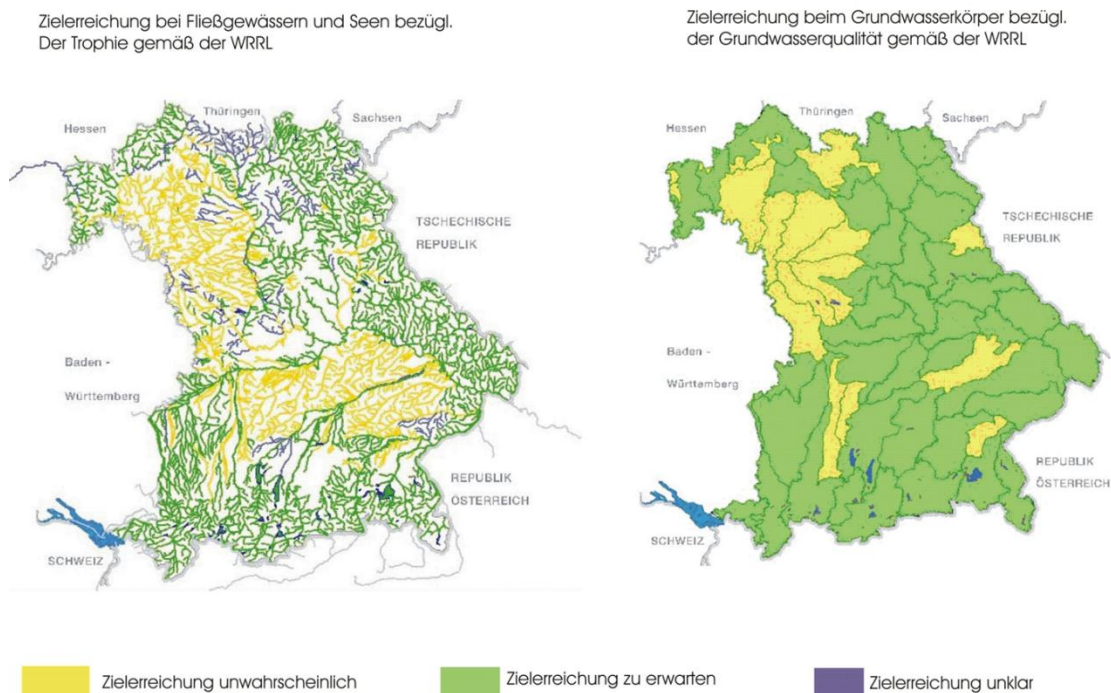 Zielerreichung bei Fließgewässern und Seen bezügl.
Der Trophie gemäß der WRRL
Zielerreichung beim Grundwasserkörper bezügl.
der Grundwasserqualität gemäß der WRRL
Thüringen
Hessen
Sachsen
TSCHECHISCHE
REPUBLIK
Baden -
Württemberg
REPUBLIK
ÖSTERREICH
SCHWEIZ
Thüringen
Hessen
Sachsen
TSCHECHISCHE
REPUBLIK
Baden -
Württemberg
REPUBLIK
ÖSTERREICH
SCHWEIZ
Zielerreichung unwahrscheinlich
Zielerreichung zu erwarten
Zielerreichung unklar